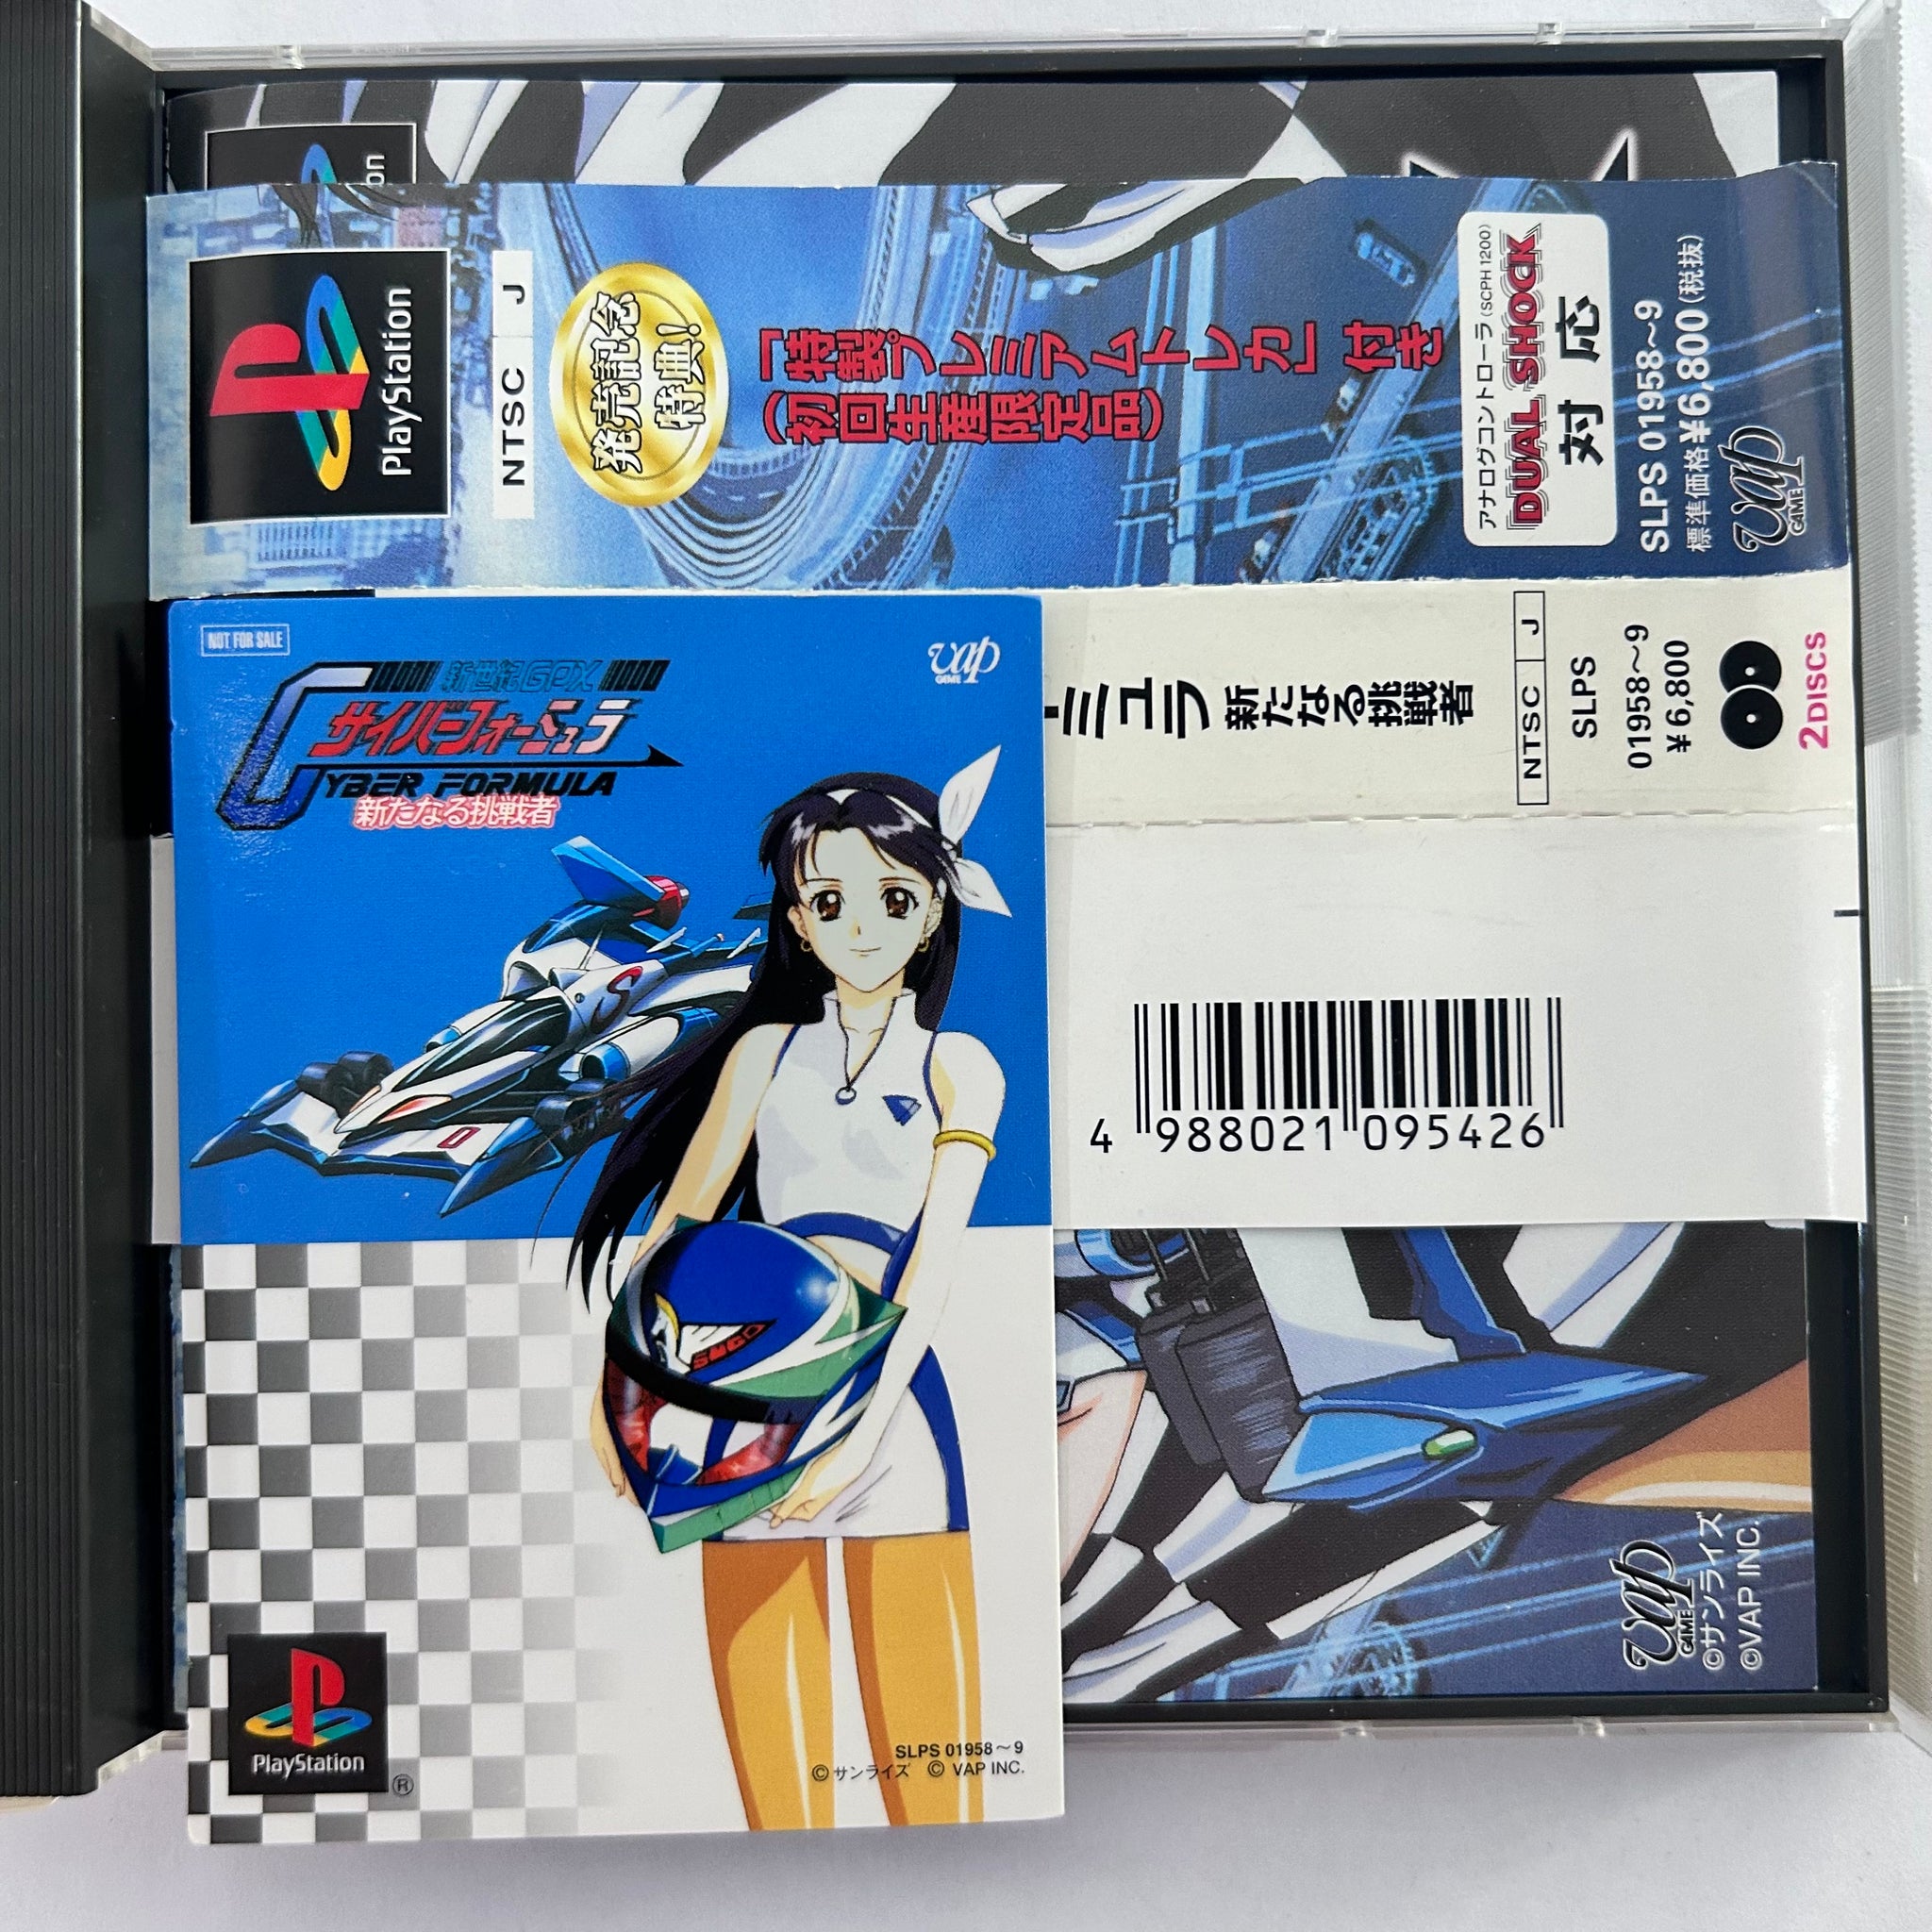 PlayStation
NTSC J
発売記念
特典!
「特製プレミアムトレカ」付き
(初回生産限定品)
アナログコントローラ(SCPH 1200)
DUAL SHOCK
対応
SLPS 01958~9
標準価格¥6,800(税抜)
vap
GAME
ミュラ 新たなる挑戦者
NTSC J
SLPS
01958~9
¥6,800
2DISCS
4 988021 095426
NOT FOR SALE
vap
GAME
新世紀GPX
サイバーフォーミュラ
CYBER FORMULA
新たなる挑戦者
S
0
SUGO
PlayStation
®
SLPS 01958~9
©サンライズ © VAP INC.
vap
GAME
©サンライズ
©VAP INC.